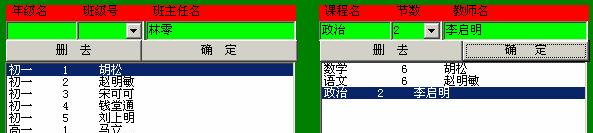 年级名 班级号 班主任名
林零
删 去 确 定
初一 1 胡松
初一 2 赵明敏
初一 3 宋可可
初一 4 钱堂通
初一 5 刘上明
高一 1 马立
课程名 节数 教师名
政治 2 李启明
删 去 确 定
数学 6 胡松
语文 6 赵明敏
政治 2 李启明